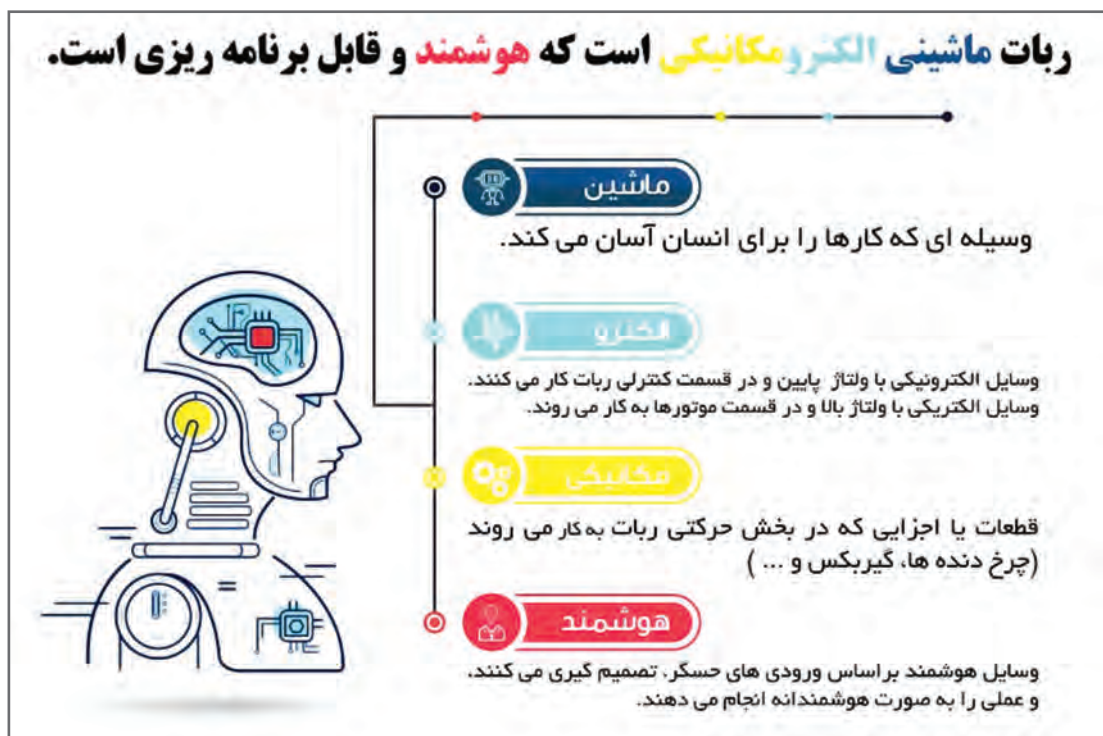 ربات ماشینی الکترومکانیکی است که هوشمند و قابل برنامه ریزی است.
ماشین
وسیله ای که کارها را برای انسان آسان می کند.
الکترو
وسایل الکترونیکی با ولتاژ پایین و در قسمت کنترلی ربات کار می کنند.
وسایل الکتریکی با ولتاژ بالا و در قسمت موتورها به کار می روند.
مکانیکی
قطعات یا اجزایی که در بخش حرکتی ربات به کار می روند
(چرخ دنده ها، گیربکس و ... )
هوشمند
وسایل هوشمند براساس ورودی های حسگر، تصمیم گیری می کنند،
و عملی را به صورت هوشمندانه انجام می دهند.